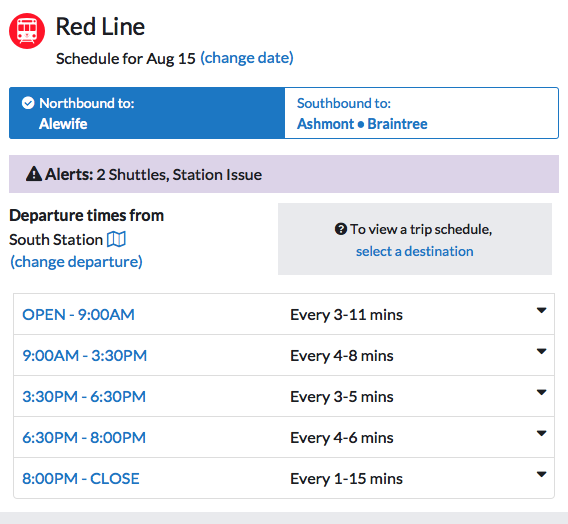 Red Line
Schedule for Aug 15 (change date)
Northbound to:
Alewife
Southbound to:
Ashmont • Braintree
Alerts: 2 Shuttles, Station Issue
Departure times from
South Station
(change departure)
To view a trip schedule,
select a destination
OPEN - 9:00AM Every 3-11 mins
9:00AM - 3:30PM Every 4-8 mins
3:30PM - 6:30PM Every 3-5 mins
6:30PM - 8:00PM Every 4-6 mins
8:00PM - CLOSE Every 1-15 mins